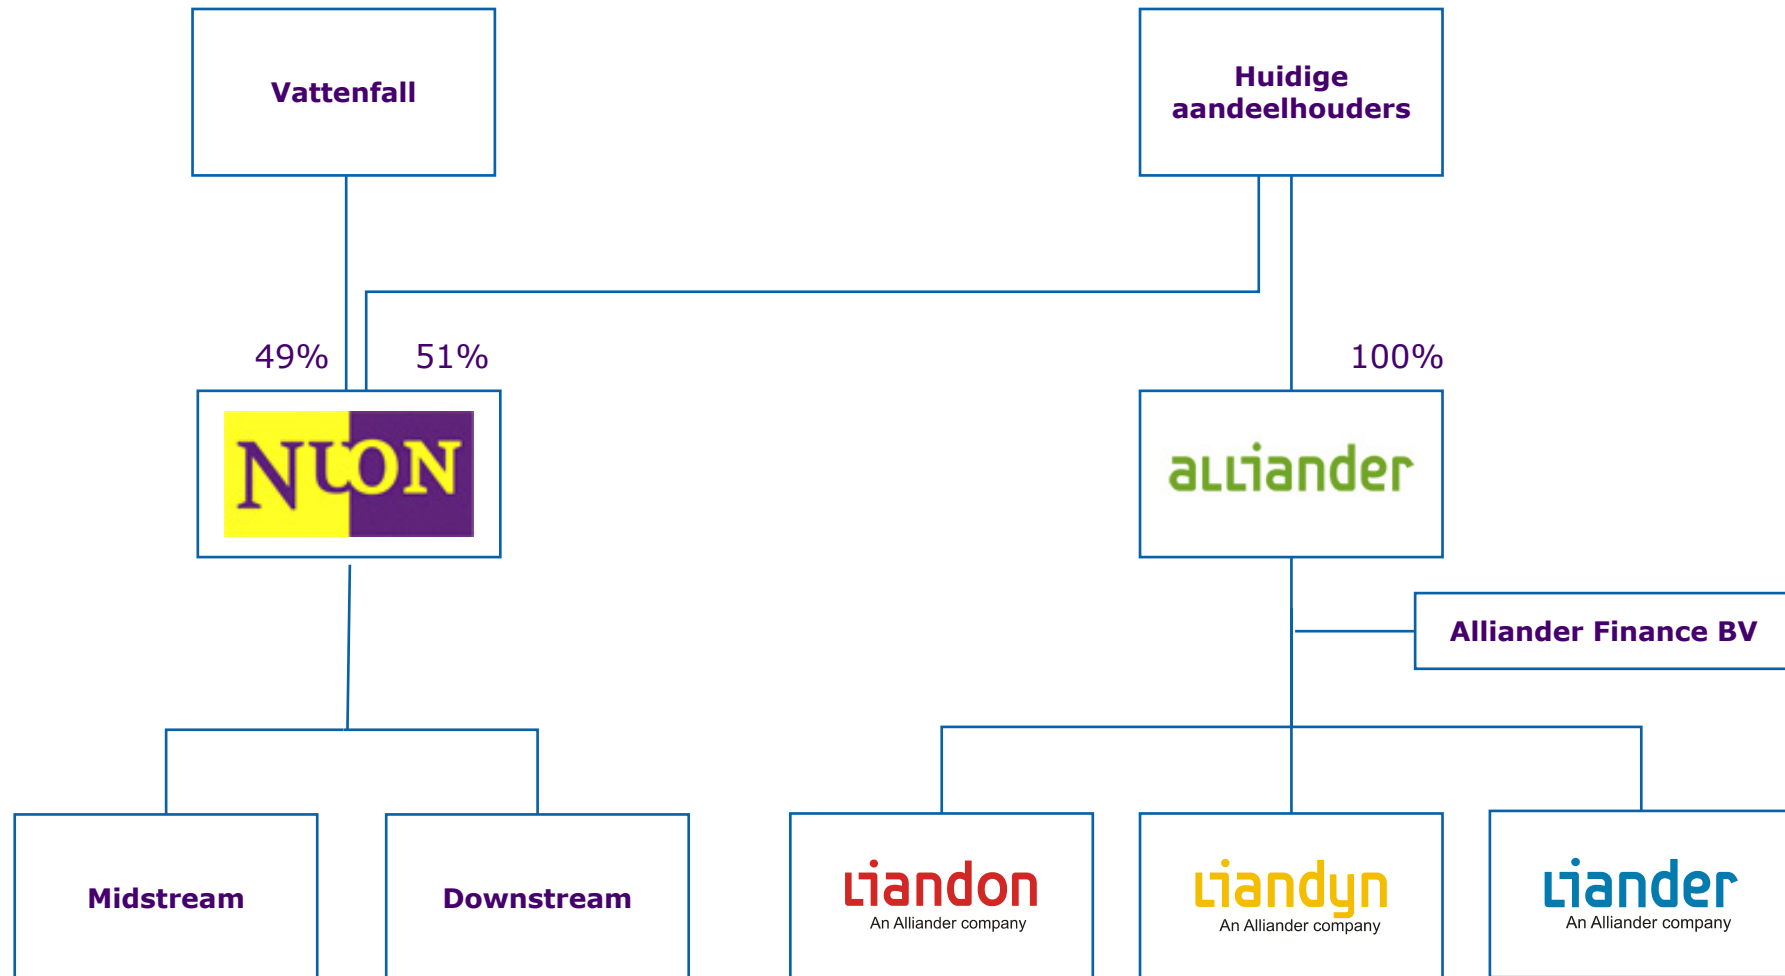 Vattenfall
Huidige
aandeelhouders
49%
51%
100%
NUON
alliander
Alliander Finance BV
Midstream
Downstream
liandon
An Alliander company
liandyn
An Alliander company
liander
An Alliander company